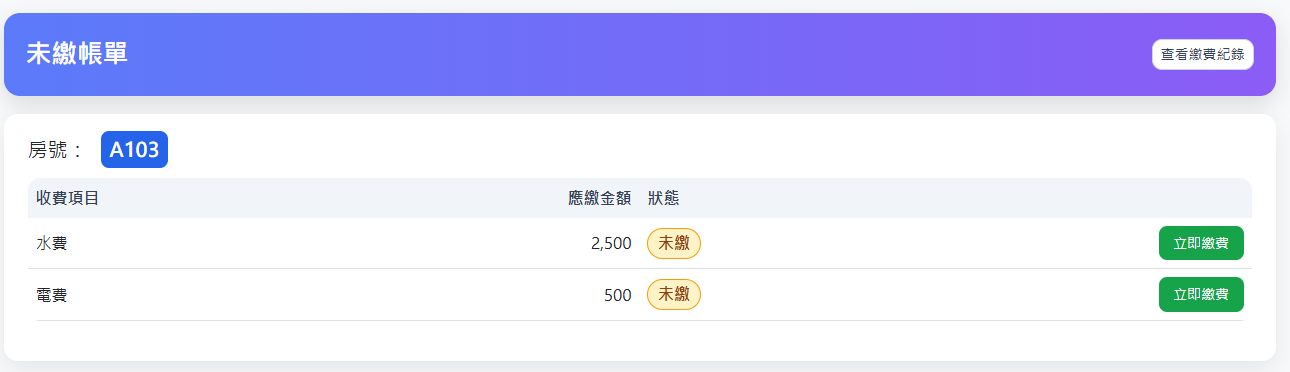 未繳帳單
查看繳費紀錄
房號： A103
收費項目 應繳金額 狀態
水費 2,500 未繳 立即繳費
電費 500 未繳 立即繳費